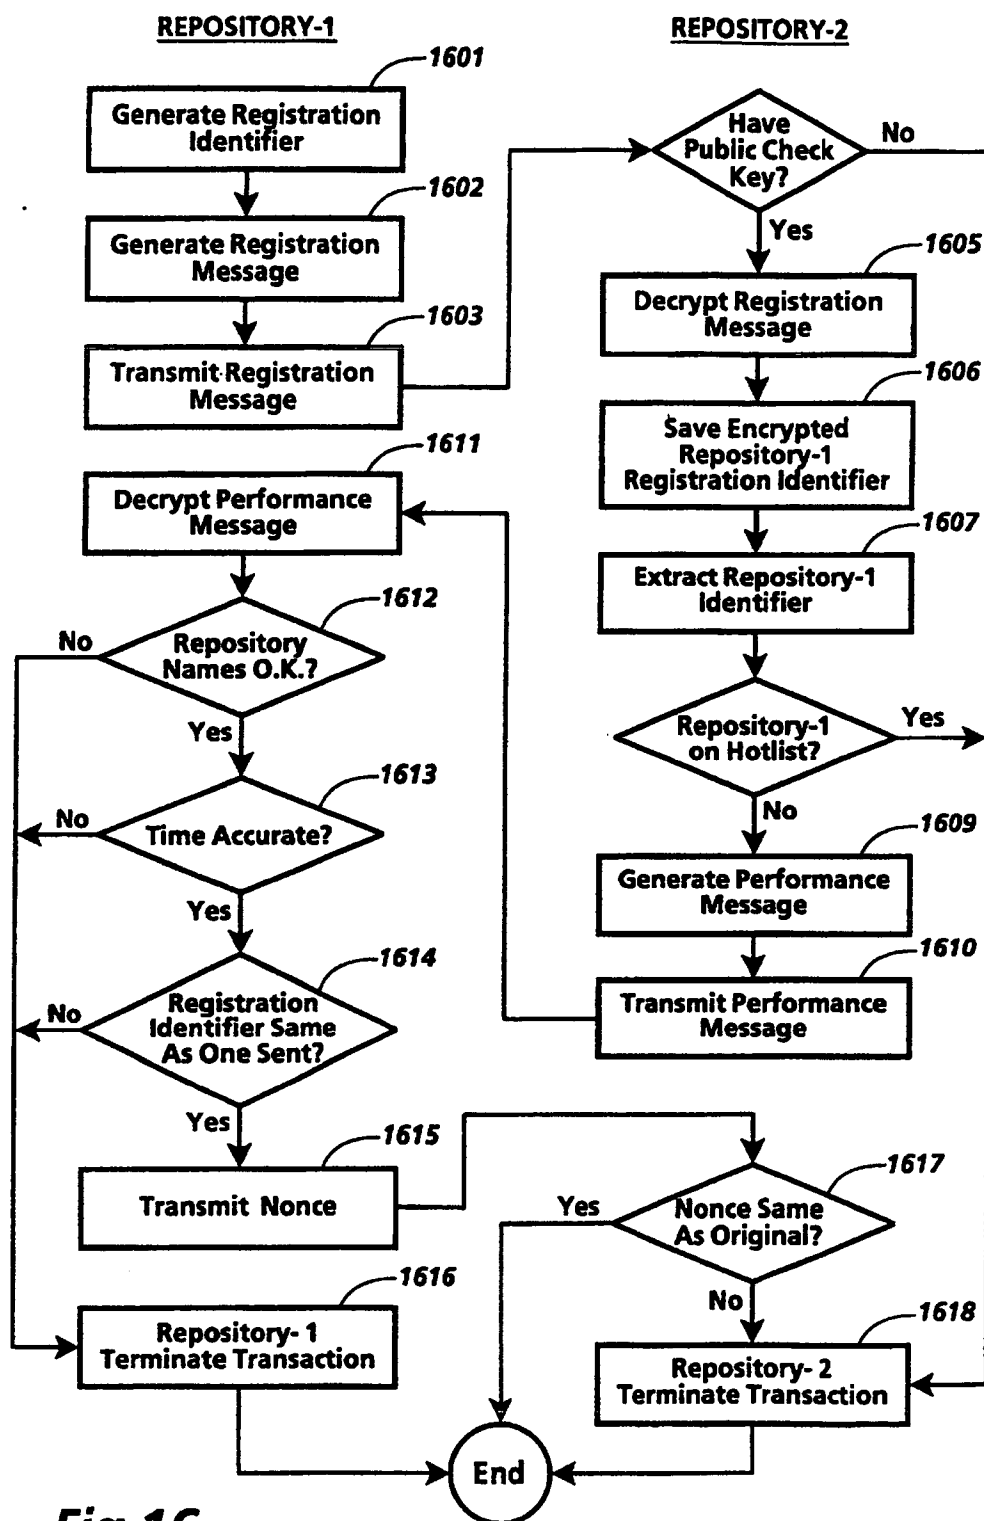 REPOSITORY-1
1601
Generate Registration
Identifier
1602
Generate Registration
Message
1603
Transmit Registration
Message
1611
Decrypt Performance
Message
1612
No
Repository
Names O.K.?
Yes
1613
No
Time Accurate?
Yes
1614
No
Registration
Identifier Same
As One Sent?
Yes
1615
Transmit Nonce
1616
Repository- 1
Terminate Transaction
REPOSITORY-2
Have
Public Check
Key?
No
Yes
1605
Decrypt Registration
Message
1606
Save Encrypted
Repository-1
Registration Identifier
1607
Extract Repository-1
Identifier
Repository-1
on Hotlist?
Yes
No
1609
Generate Performance
Message
1610
Transmit Performance
Message
1617
Yes
Nonce Same
As Original?
No
1618
Repository- 2
Terminate Transaction
End